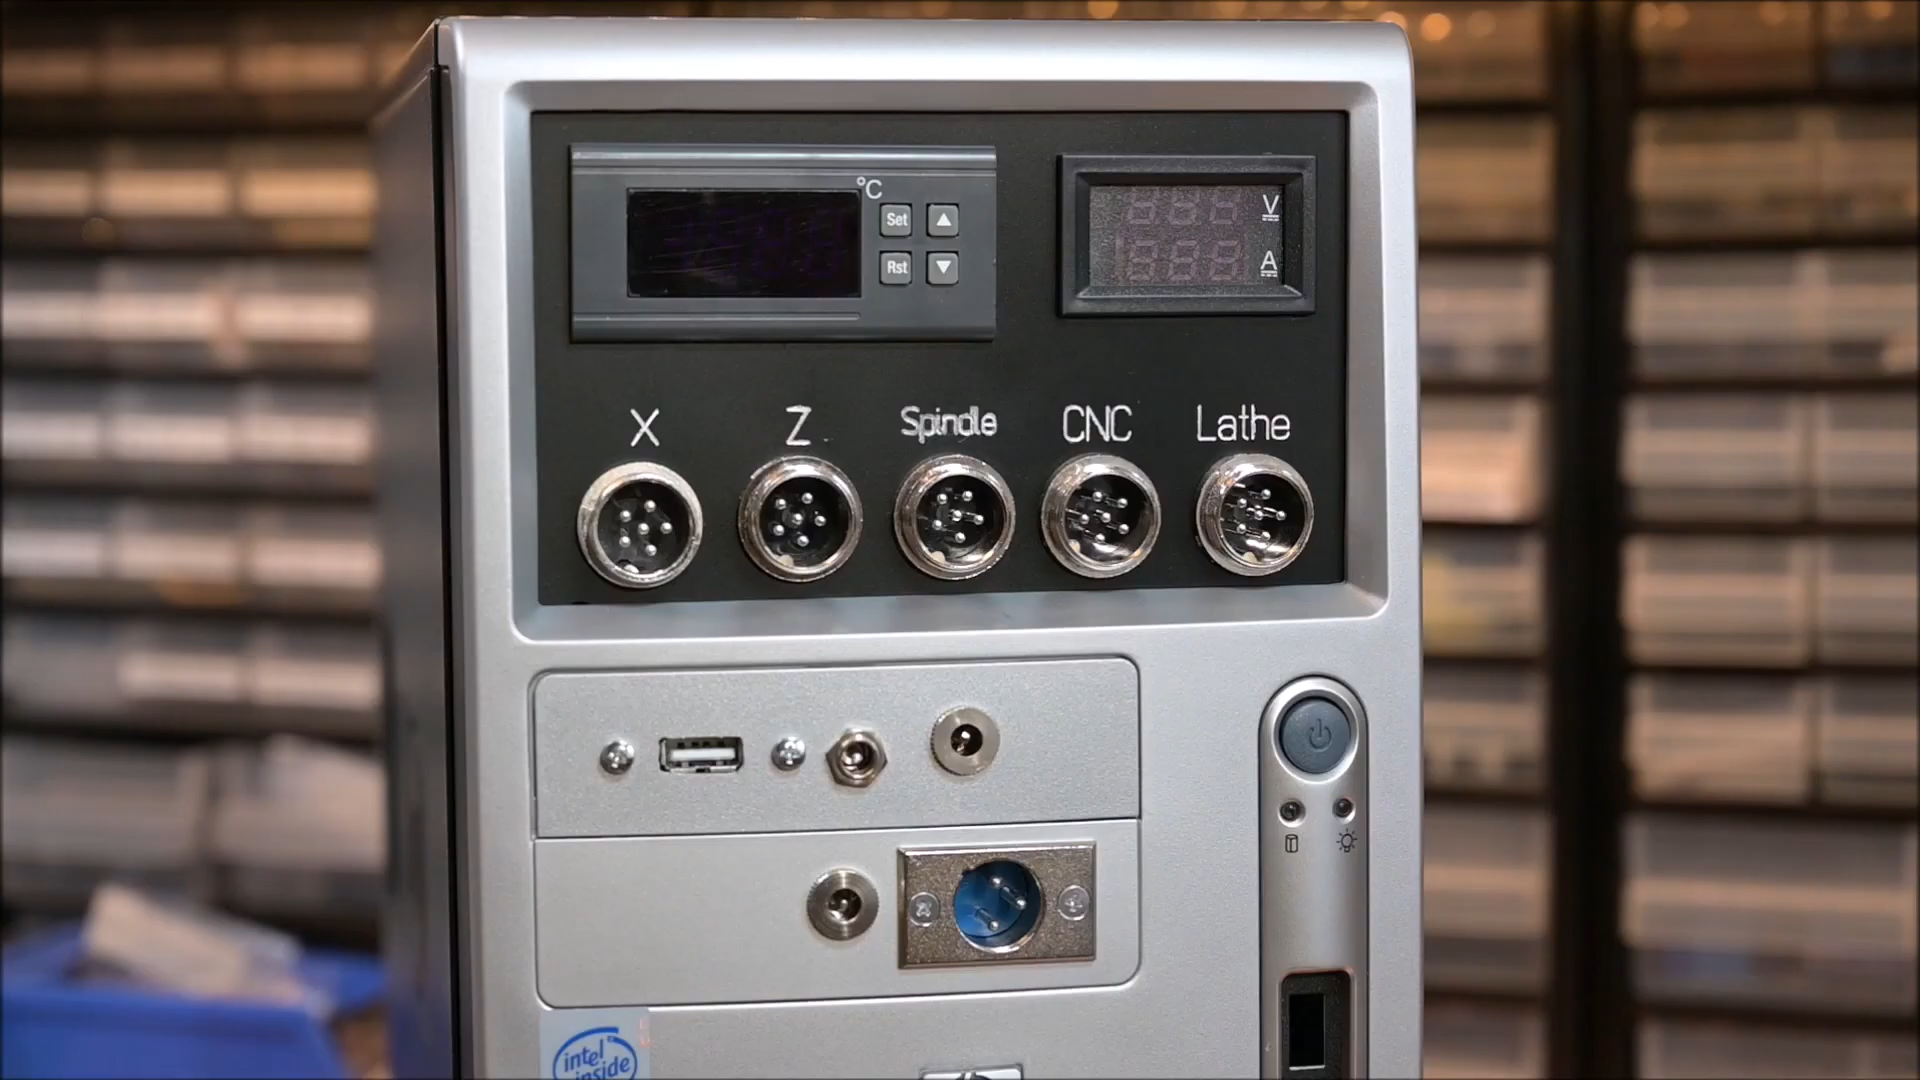 °C
Set
Rst
V
A
X Z Spindle CNC Lathe
intel
inside